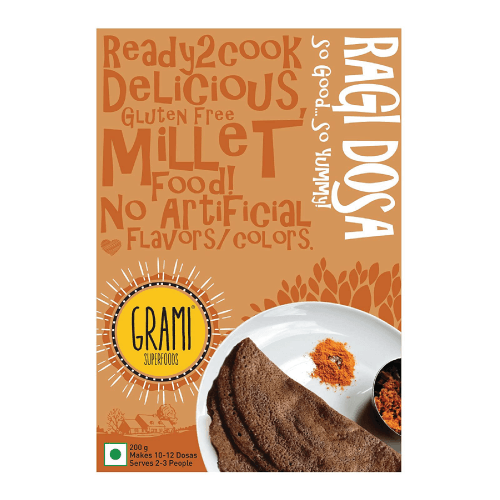 Ready2cook
Delicious,
Gluten Free
Millet
Food!
No Artificial
Flavors/colors.
RAGI DOSA
So Good...So Yummy!
GRAMI®
SUPERFOODS
200 g
Makes 10-12 Dosas
Serves 2-3 People